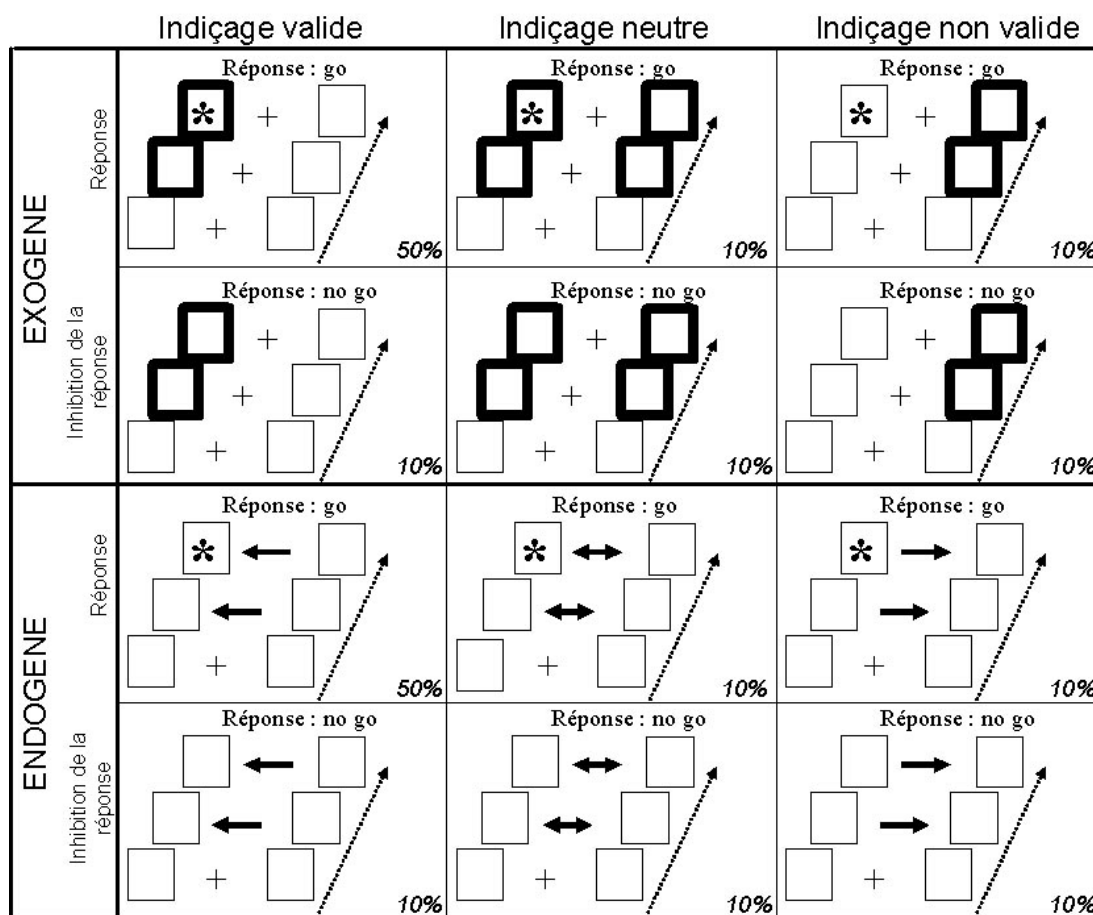 Indiçage valide
Indiçage neutre
Indiçage non valide
EXOGENE
Réponse
Réponse : go
*
+
+
+
50%
Réponse : go
*
+
+
+
10%
Réponse : go
*
+
+
+
10%
Inhibition de la
réponse
Réponse : no go
+
+
+
10%
Réponse : no go
+
+
+
10%
Réponse : no go
+
+
+
10%
ENDOGENE
Réponse
Réponse : go
*
+
50%
Réponse : go
*
+
10%
Réponse : go
*
+
10%
Inhibition de la
réponse
Réponse : no go
+
10%
Réponse : no go
+
10%
Réponse : no go
+
10%